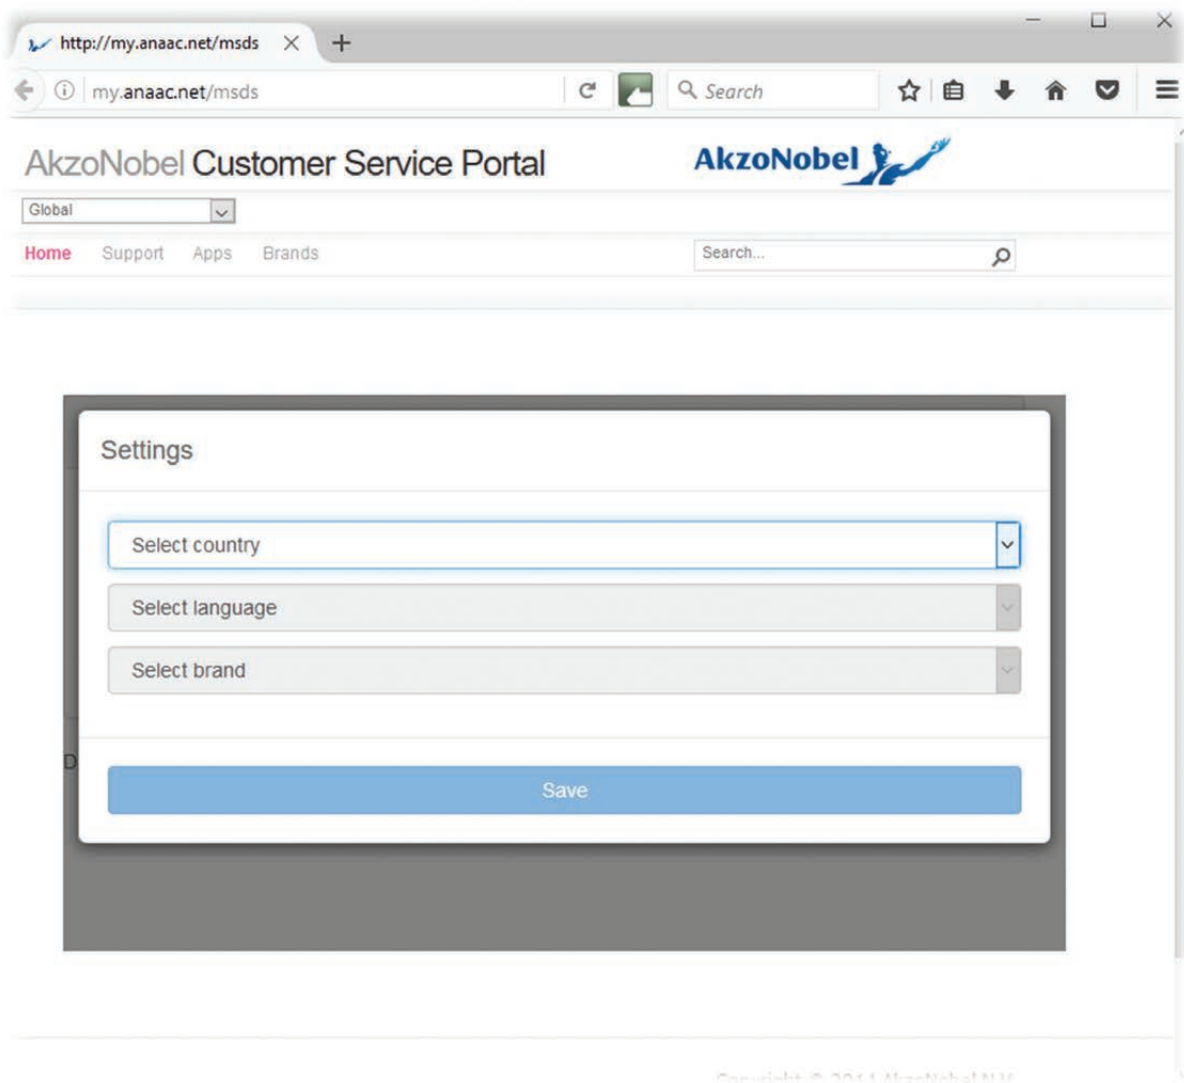 http://my.anaac.net/msds
my.anaac.net/msds
Search
AkzoNobel Customer Service Portal
AkzoNobel
Global
Home Support Apps Brands
Search...
Settings
Select country
Select language
Select brand
D
Save